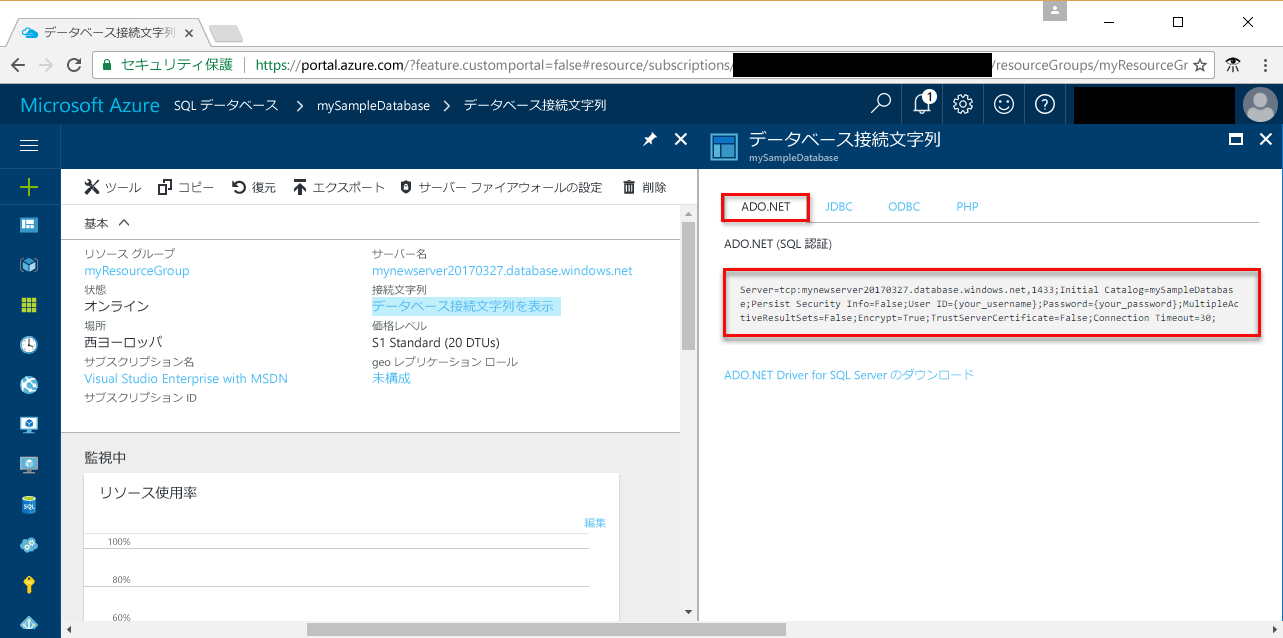 データベース接続文字列
セキュリティ保護 https://portal.azure.com/?feature.customportal=false#resource/subscriptions/ /resourceGroups/myResourceGr
Microsoft Azure SQL データベース > mySampleDatabase > データベース接続文字列 1
データベース接続文字列
mySampleDatabase
ツール コピー 復元 エクスポート サーバー ファイアウォールの設定 削除
基本
リソース グループ
myResourceGroup
状態
オンライン
場所
西ヨーロッパ
サブスクリプション名
Visual Studio Enterprise with MSDN
サブスクリプション ID
サーバー名
mynewserver20170327.database.windows.net
接続文字列
データベース接続文字列を表示
価格レベル
S1 Standard (20 DTUs)
geo レプリケーション ロール
未構成
監視中
リソース使用率
編集
100%
80%
60%
SQL
ADO.NET JDBC ODBC PHP
ADO.NET (SQL 認証)
Server=tcp:mynewserver20170327.database.windows.net,1433;Initial Catalog=mySampleDatabas
e;Persist Security Info=False;User ID={your_username};Password={your_password};MultipleAc
tiveResultSets=False;Encrypt=True;TrustServerCertificate=False;Connection Timeout=30;
ADO.NET Driver for SQL Server のダウンロード